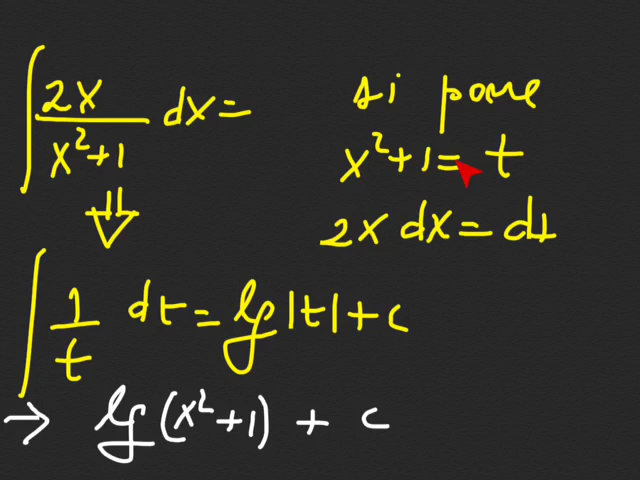 ∫ 2x/(x²+1) dx =
si pone
x²+1 = t
2x dx = dt
⇓
∫ 1/t dt = lg |t| + c
→ lg (x²+1) + c